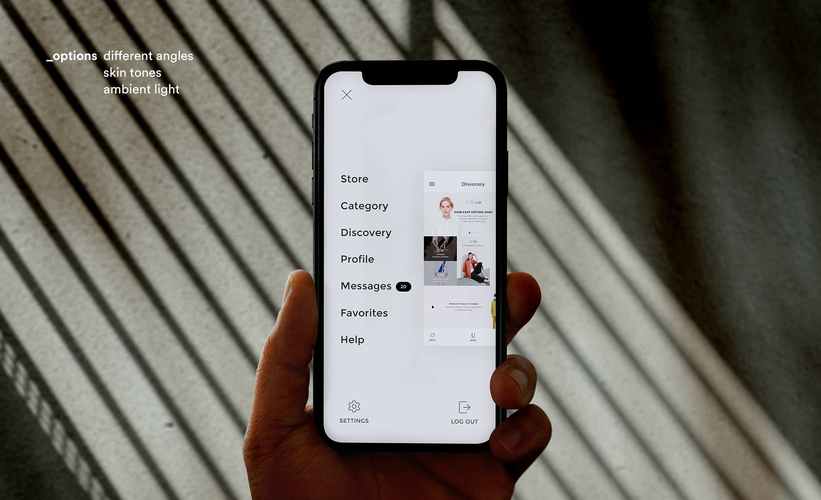 _options different angles
skin tones
ambient light
Store
Category
Discovery
Profile
Messages 20
Favorites
Help
Discovery
SETTINGS
LOG OUT